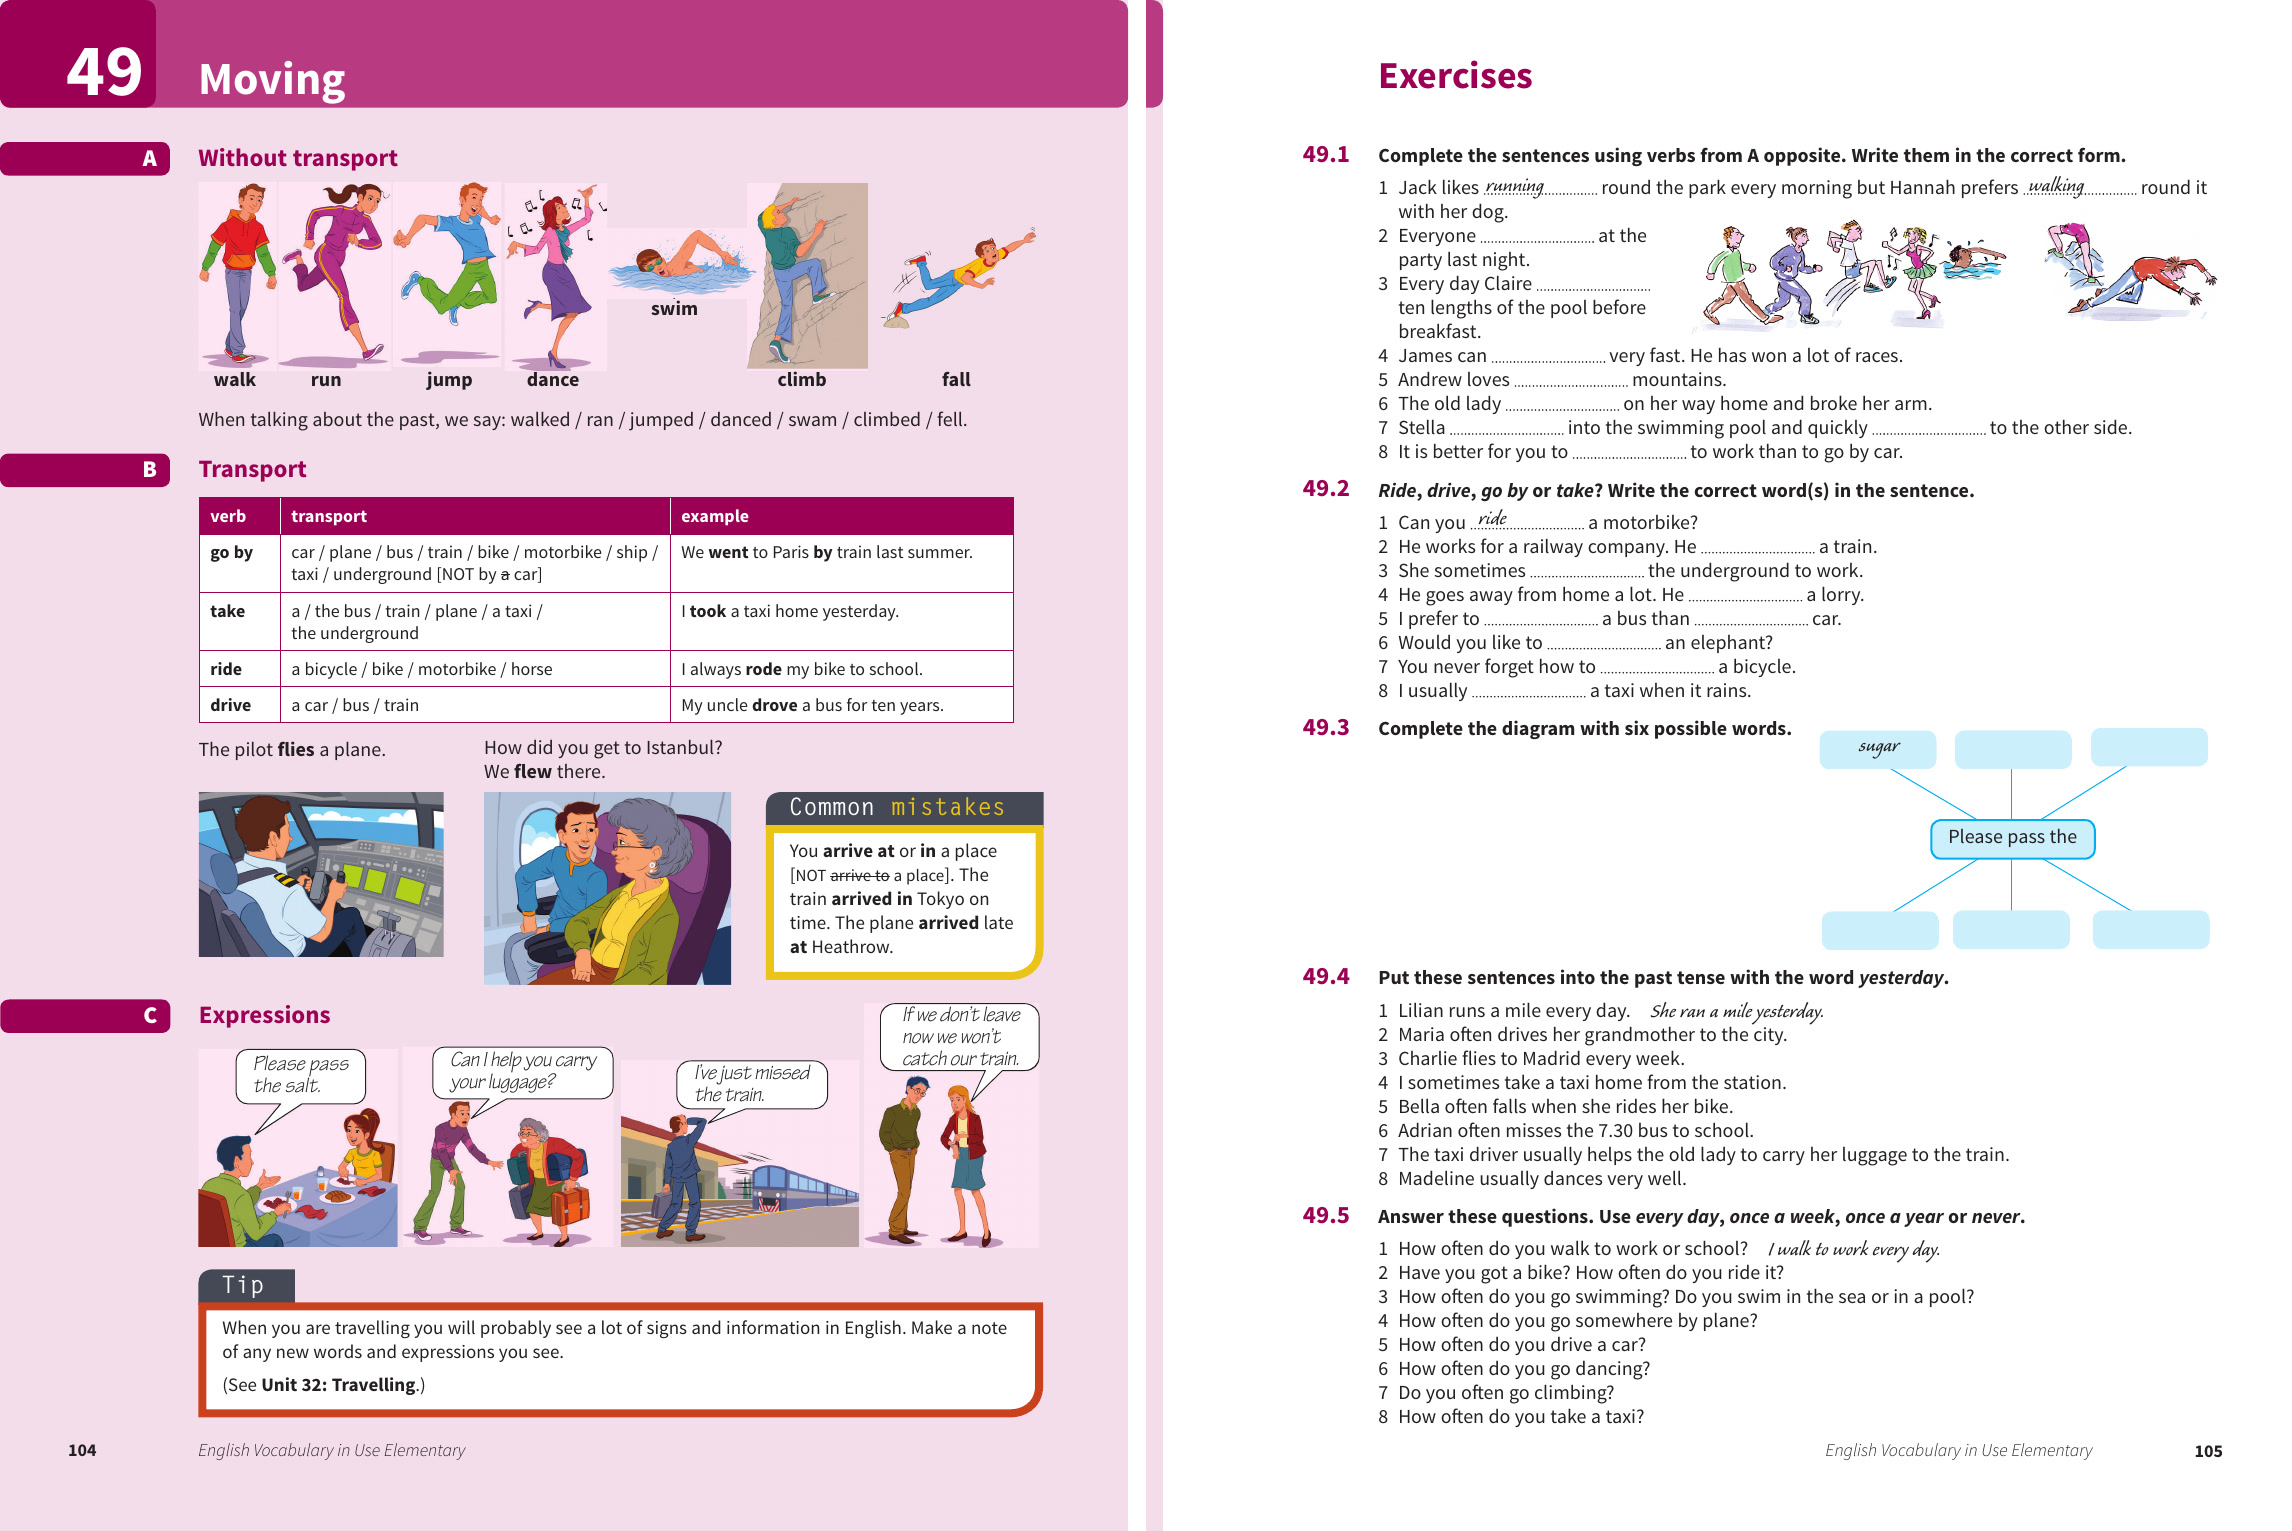 49
Moving
A
Without transport
walk
run
jump
dance
swim
climb
fall
When talking about the past, we say: walked / ran / jumped / danced / swam / climbed / fell.
B
Transport
verb transport example
go by car / plane / bus / train / bike / motorbike / ship / We went to Paris by train last summer.
taxi / underground [NOT by a car]
take a / the bus / train / plane / a taxi / I took a taxi home yesterday.
the underground
ride a bicycle / bike / motorbike / horse I always rode my bike to school.
drive a car / bus / train My uncle drove a bus for ten years.
The pilot flies a plane.
How did you get to Istanbul?
We flew there.
Common mistakes
You arrive at or in a place
[NOT arrive to a place]. The
train arrived in Tokyo on
time. The plane arrived late
at Heathrow.
C
Expressions
Please pass
the salt.
Can I help you carry
your luggage?
I've just missed
the train.
If we don't leave
now we won't
catch our train.
Tip
When you are travelling you will probably see a lot of signs and information in English. Make a note
of any new words and expressions you see.
(See Unit 32: Travelling.)
104 English Vocabulary in Use Elementary
Exercises
49.1 Complete the sentences using verbs from A opposite. Write them in the correct form.
1 Jack likes running round the park every morning but Hannah prefers walking round it
with her dog.
2 Everyone at the
party last night.
3 Every day Claire
ten lengths of the pool before
breakfast.
4 James can very fast. He has won a lot of races.
5 Andrew loves mountains.
6 The old lady on her way home and broke her arm.
7 Stella into the swimming pool and quickly to the other side.
8 It is better for you to to work than to go by car.
49.2 Ride, drive, go by or take? Write the correct word(s) in the sentence.
1 Can you ride a motorbike?
2 He works for a railway company. He a train.
3 She sometimes the underground to work.
4 He goes away from home a lot. He a lorry.
5 I prefer to a bus than car.
6 Would you like to an elephant?
7 You never forget how to a bicycle.
8 I usually a taxi when it rains.
49.3 Complete the diagram with six possible words.
sugar
Please pass the
49.4 Put these sentences into the past tense with the word yesterday.
1 Lilian runs a mile every day. She ran a mile yesterday.
2 Maria often drives her grandmother to the city.
3 Charlie flies to Madrid every week.
4 I sometimes take a taxi home from the station.
5 Bella often falls when she rides her bike.
6 Adrian often misses the 7.30 bus to school.
7 The taxi driver usually helps the old lady to carry her luggage to the train.
8 Madeline usually dances very well.
49.5 Answer these questions. Use every day, once a week, once a year or never.
1 How often do you walk to work or school? I walk to work every day.
2 Have you got a bike? How often do you ride it?
3 How often do you go swimming? Do you swim in the sea or in a pool?
4 How often do you go somewhere by plane?
5 How often do you drive a car?
6 How often do you go dancing?
7 Do you often go climbing?
8 How often do you take a taxi?
English Vocabulary in Use Elementary 105